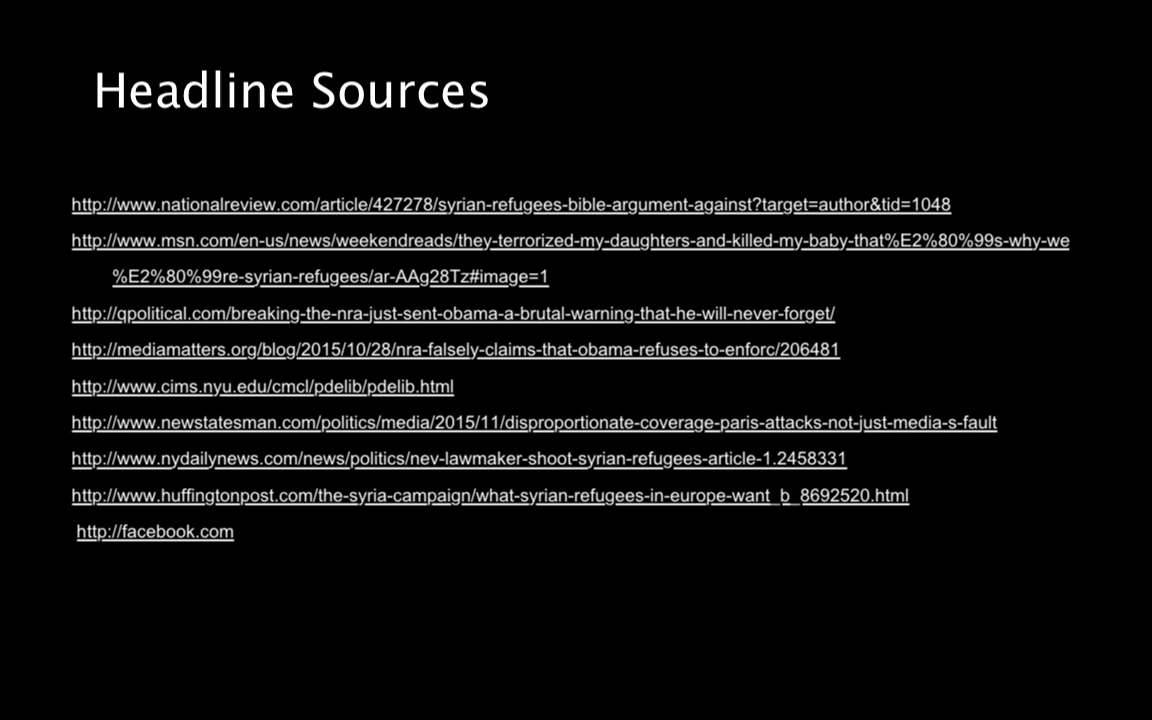 Headline Sources
http://www.nationalreview.com/article/427278/syrian-refugees-bible-argument-against?target=author&tid=1048
http://www.msn.com/en-us/news/weekendreads/they-terrorized-my-daughters-and-killed-my-baby-that%E2%80%99s-why-we
%E2%80%99re-syrian-refugees/ar-AAg28Tz#image=1
http://qpolitical.com/breaking-the-nra-just-sent-obama-a-brutal-warning-that-he-will-never-forget/
http://mediamatters.org/blog/2015/10/28/nra-falsely-claims-that-obama-refuses-to-enforc/206481
http://www.cims.nyu.edu/cmcl/pdelib/pdelib.html
http://www.newstatesman.com/politics/media/2015/11/disproportionate-coverage-paris-attacks-not-just-media-s-fault
http://www.nydailynews.com/news/politics/nev-lawmaker-shoot-syrian-refugees-article-1.2458331
http://www.huffingtonpost.com/the-syria-campaign/what-syrian-refugees-in-europe-want_b_8692520.html
http://facebook.com